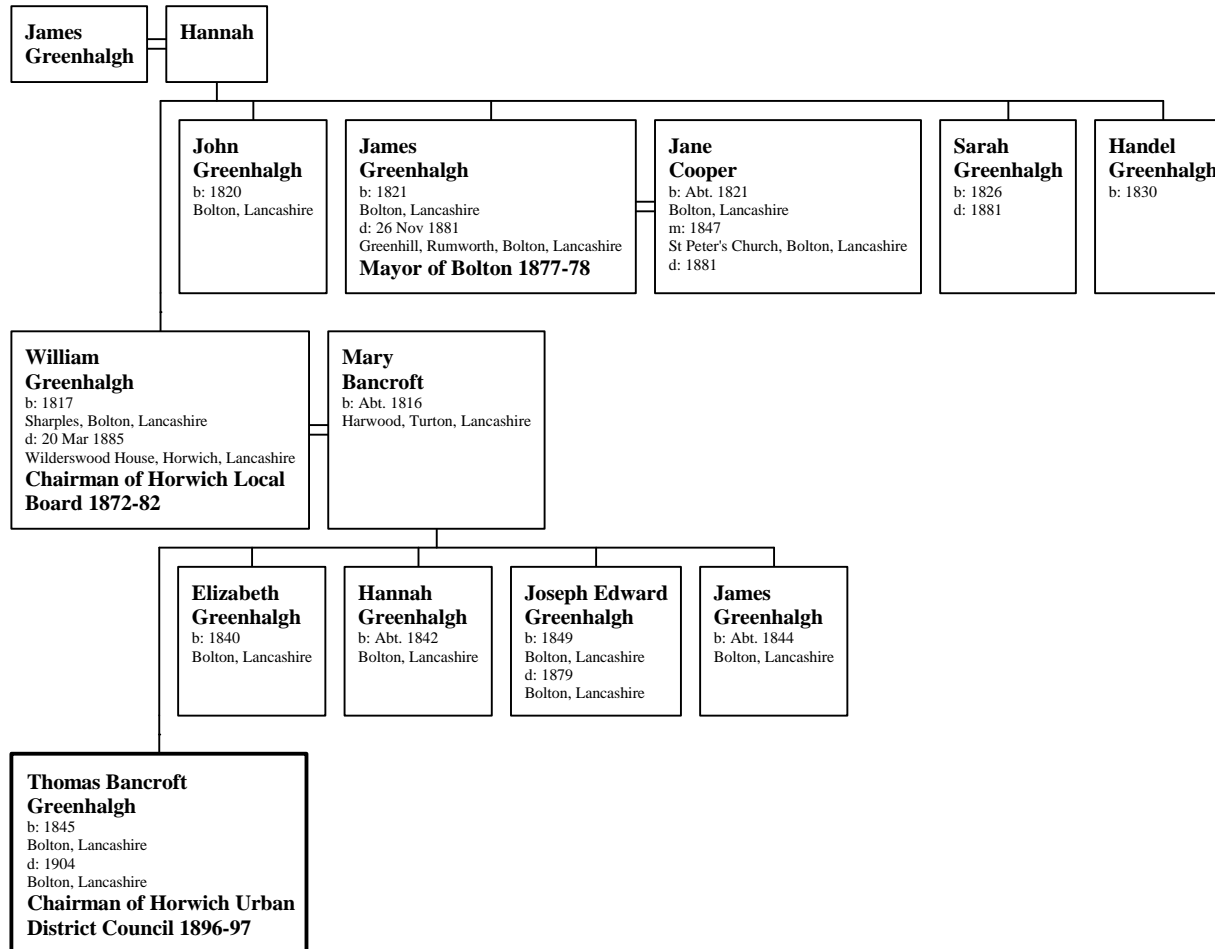 James
Greenhalgh
Hannah
John
Greenhalgh
b: 1820
Bolton, Lancashire
James
Greenhalgh
b: 1821
Bolton, Lancashire
d: 26 Nov 1881
Greenhill, Rumworth, Bolton, Lancashire
Mayor of Bolton 1877-78
Jane
Cooper
b: Abt. 1821
Bolton, Lancashire
m: 1847
St Peter's Church, Bolton, Lancashire
d: 1881
Sarah
Greenhalgh
b: 1826
d: 1881
Handel
Greenhalgh
b: 1830
William
Greenhalgh
b: 1817
Sharples, Bolton, Lancashire
d: 20 Mar 1885
Wilderswood House, Horwich, Lancashire
Chairman of Horwich Local
Board 1872-82
Mary
Bancroft
b: Abt. 1816
Harwood, Turton, Lancashire
Elizabeth
Greenhalgh
b: 1840
Bolton, Lancashire
Hannah
Greenhalgh
b: Abt. 1842
Bolton, Lancashire
Joseph Edward
Greenhalgh
b: 1849
Bolton, Lancashire
d: 1879
Bolton, Lancashire
James
Greenhalgh
b: Abt. 1844
Bolton, Lancashire
Thomas Bancroft
Greenhalgh
b: 1845
Bolton, Lancashire
d: 1904
Bolton, Lancashire
Chairman of Horwich Urban
District Council 1896-97